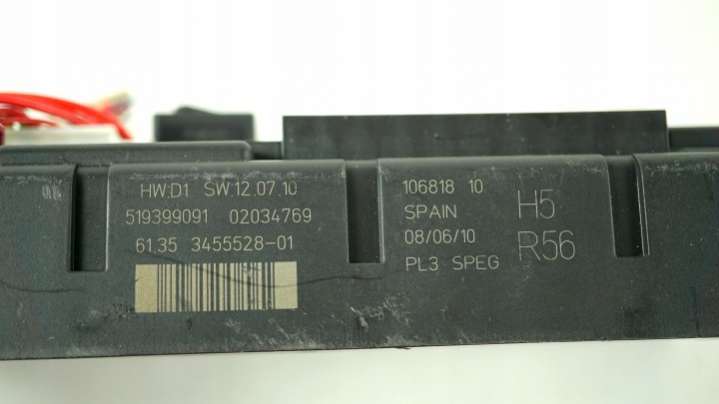 HW:D1 SW.12.07.10
519399091 02034769
61.35 3455528-01
106818 10
SPAIN
08/06/10
PL3 SPEG
H5
R56